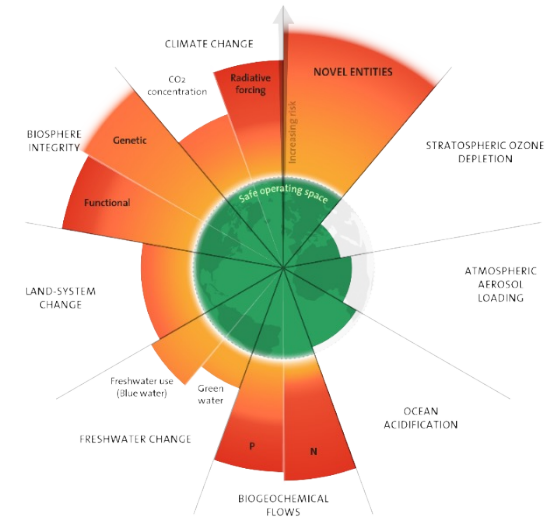 CLIMATE CHANGE
CO2
concentration
Radiative
forcing
NOVEL ENTITIES
Increasing risk
BIOSPHERE
INTEGRITY
Genetic
Functional
STRATOSPHERIC OZONE
DEPLETION
Safe operating space
ATMOSPHERIC
AEROSOL
LOADING
LAND-SYSTEM
CHANGE
Freshwater use
(Blue water)
Green
water
FRESHWATER CHANGE
OCEAN
ACIDIFICATION
P
N
BIOGEOCHEMICAL
FLOWS